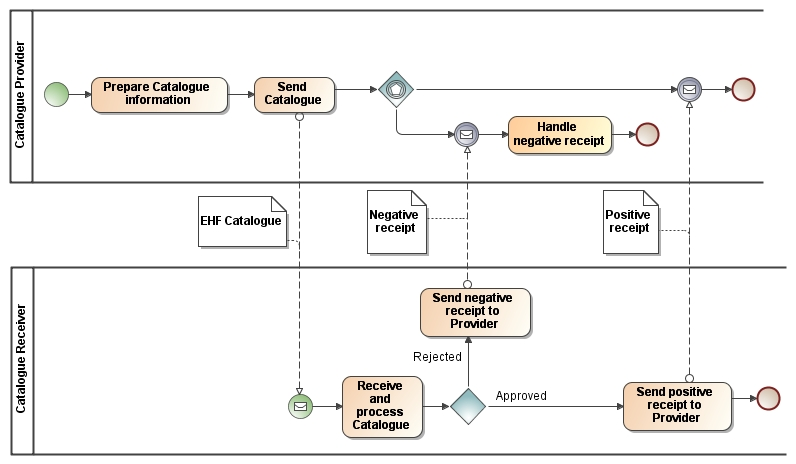 Catalogue Provider
Prepare Catalogue
information
Send
Catalogue
Handle
negative receipt
EHF Catalogue
Negative
receipt
Positive
receipt
Catalogue Receiver
Send negative
receipt to
Provider
Rejected
Receive
and
process
Catalogue
Approved
Send positive
receipt to
Provider